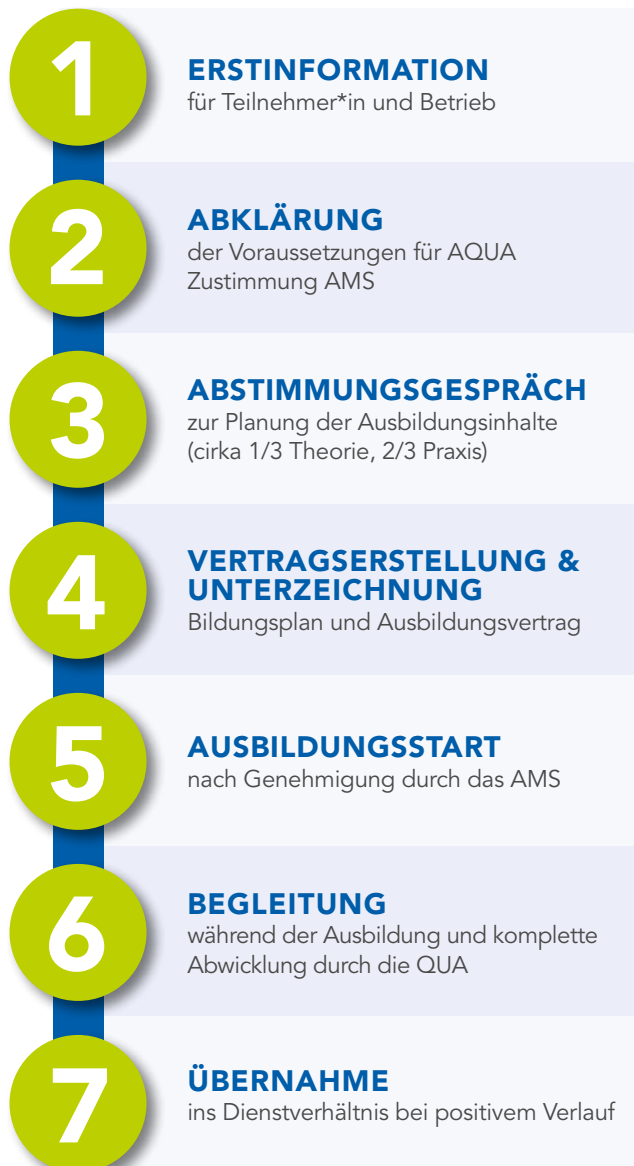 1
ERSTINFORMATION
für Teilnehmer*in und Betrieb
2
ABKLÄRUNG
der Voraussetzungen für AQUA
Zustimmung AMS
3
ABSTIMMUNGSGESPRÄCH
zur Planung der Ausbildungsinhalte
(cirka 1/3 Theorie, 2/3 Praxis)
4
VERTRAGSERSTELLUNG &
UNTERZEICHNUNG
Bildungsplan und Ausbildungsvertrag
5
AUSBILDUNGSSTART
nach Genehmigung durch das AMS
6
BEGLEITUNG
während der Ausbildung und komplette
Abwicklung durch die QUA
7
ÜBERNAHME
ins Dienstverhältnis bei positivem Verlauf